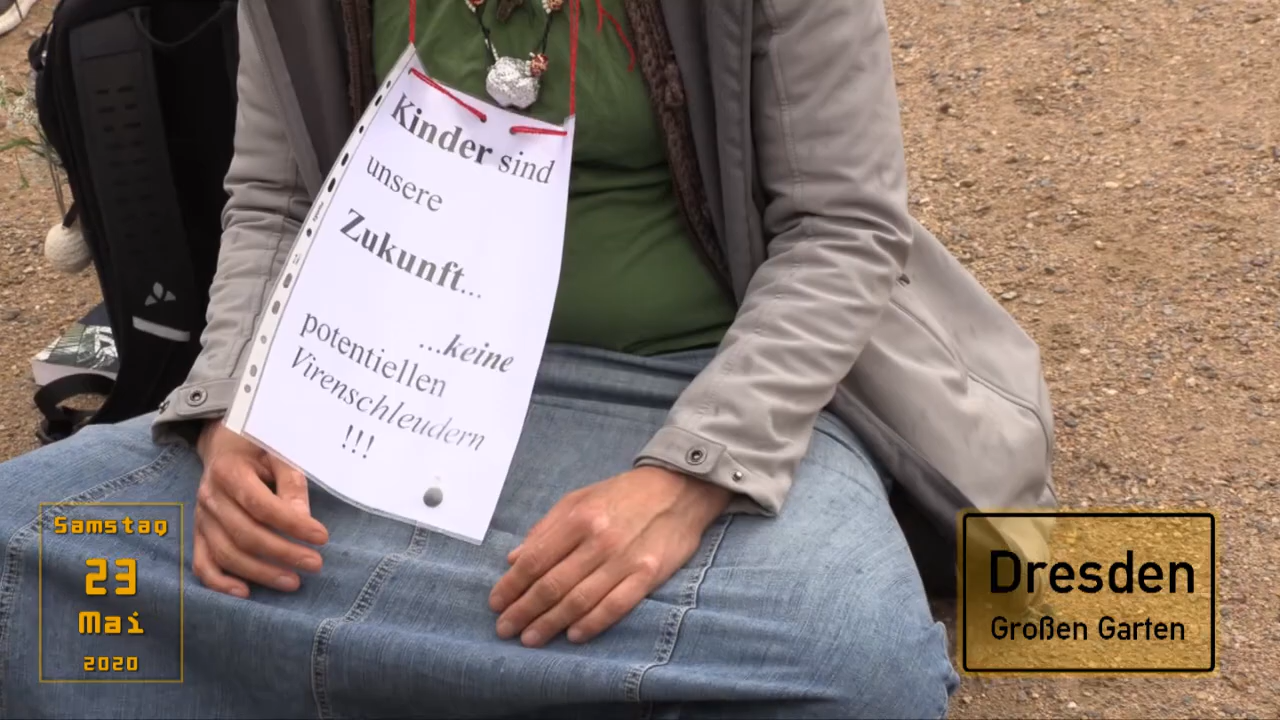 Kinder sind
unsere
Zukunft...
...keine
potentiellen
Virenschleudern
!!!
Samstag
23
Mai
2020
Dresden
Großen Garten